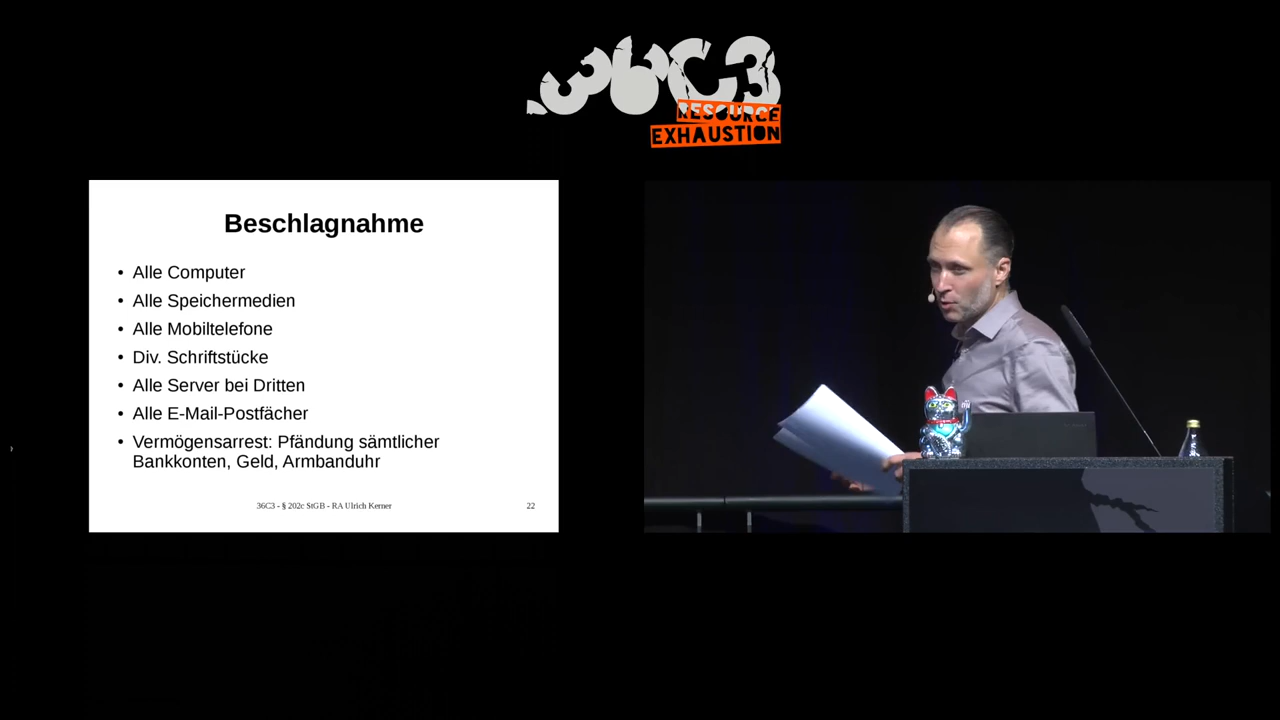 36C3
RESOURCE
EXHAUSTION
Beschlagnahme
• Alle Computer
• Alle Speichermedien
• Alle Mobiltelefone
• Div. Schriftstücke
• Alle Server bei Dritten
• Alle E-Mail-Postfächer
• Vermögensarrest: Pfändung sämtlicher
Bankkonten, Geld, Armbanduhr
36C3 - § 202c StGB - RA Ulrich Kerner
22